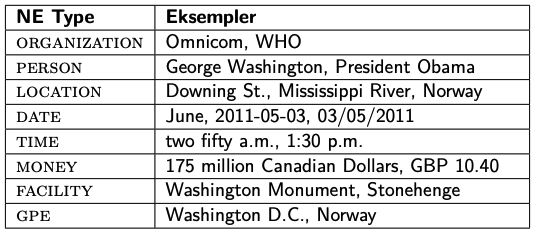 NE Type Eksempler
ORGANIZATION Omnicom, WHO
PERSON George Washington, President Obama
LOCATION Downing St., Mississippi River, Norway
DATE June, 2011-05-03, 03/05/2011
TIME two fifty a.m., 1:30 p.m.
MONEY 175 million Canadian Dollars, GBP 10.40
FACILITY Washington Monument, Stonehenge
GPE Washington D.C., Norway